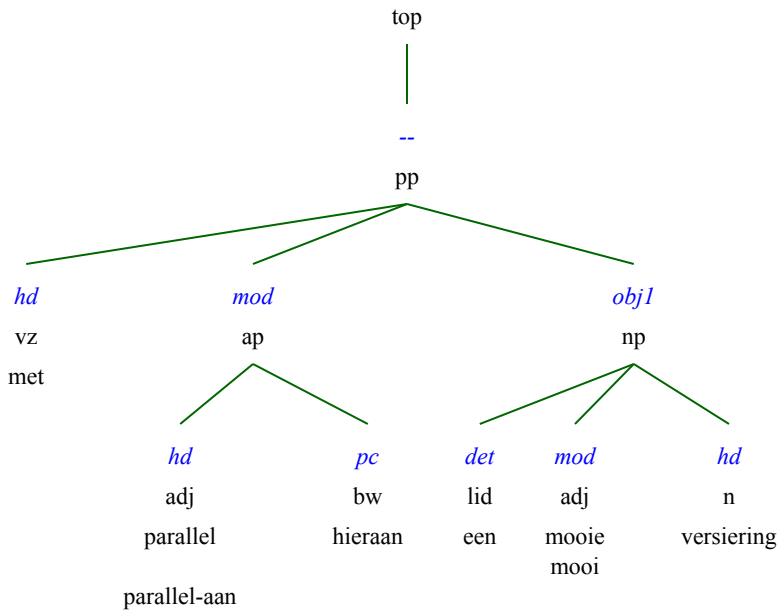 top
--
pp
hd mod obj1
vz ap np
met
hd pc det mod hd
adj bw lid adj n
parallel hieraan een mooie versiering
mooi
parallel-aan